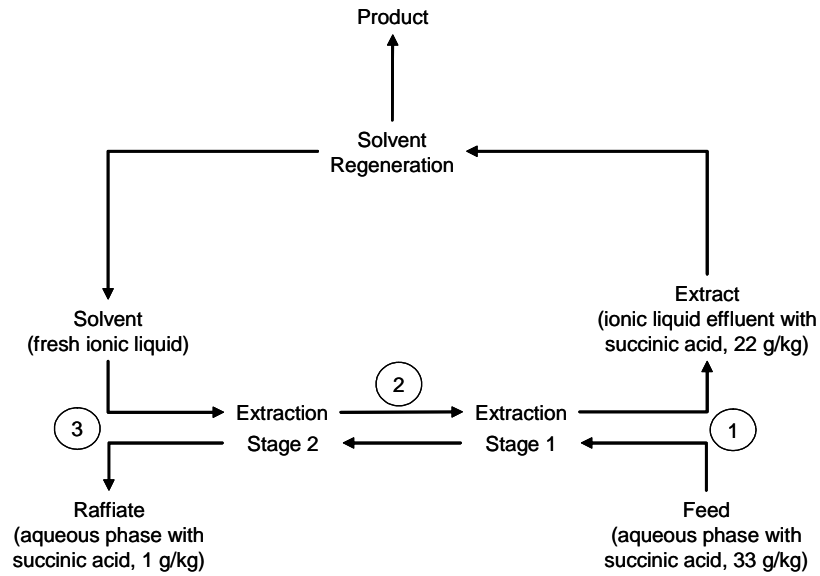 Product
Solvent
Regeneration
Solvent
(fresh ionic liquid)
Extract
(ionic liquid effluent with
succinic acid, 22 g/kg)
2
3
Extraction
Stage 2
Extraction
Stage 1
1
Raffiate
(aqueous phase with
succinic acid, 1 g/kg)
Feed
(aqueous phase with
succinic acid, 33 g/kg)